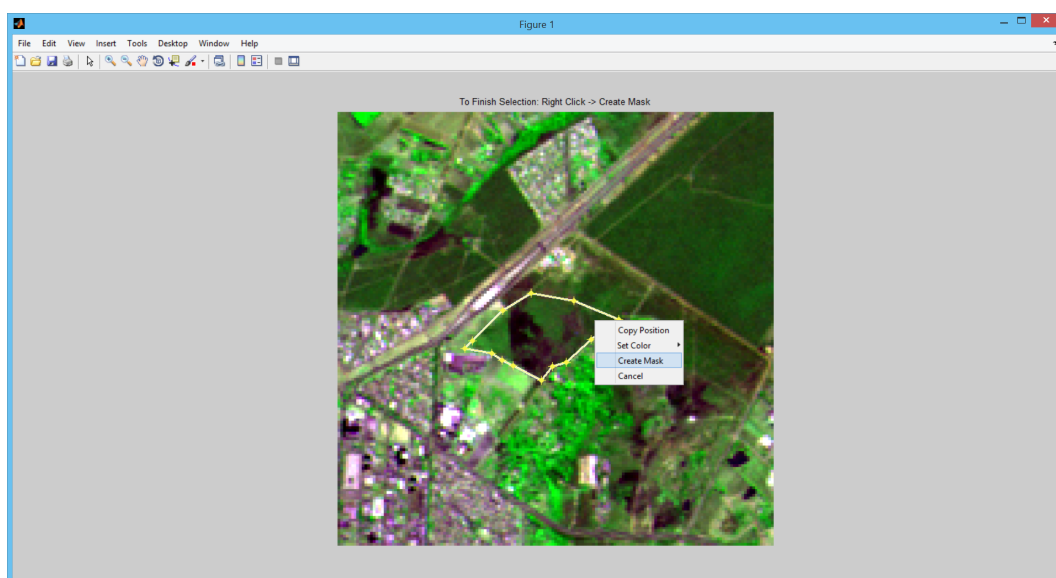 Figure 1
File Edit View Insert Tools Desktop Window Help
To Finish Selection: Right Click -> Create Mask
Copy Position
Set Color
Create Mask
Cancel